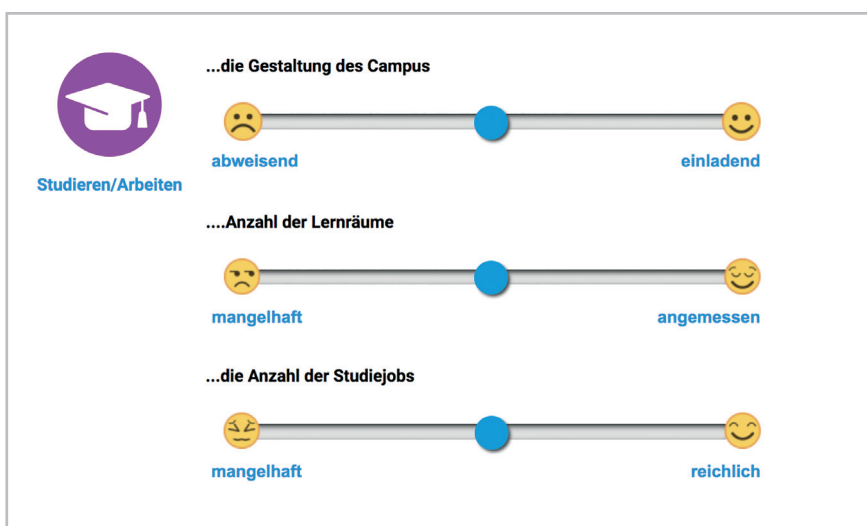 ...die Gestaltung des Campus
abweisend einladend
Studieren/Arbeiten
....Anzahl der Lernräume
mangelhaft angemessen
...die Anzahl der Studiejobs
mangelhaft reichlich